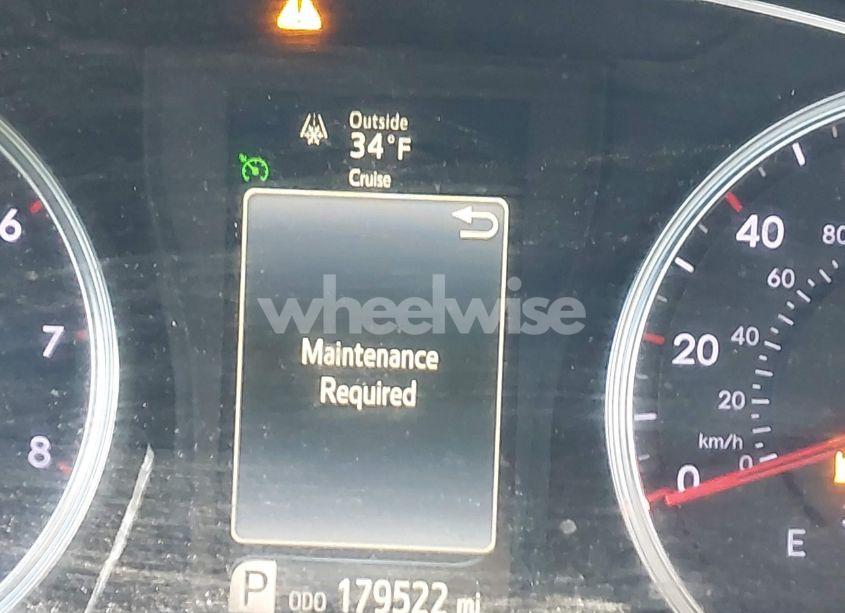 Outside
34°F
Cruise
6
7
8
wheelwise
Maintenance
Required
40
20
0
80
60
40
20
0
km/h
E
P
ODO 179522 mi